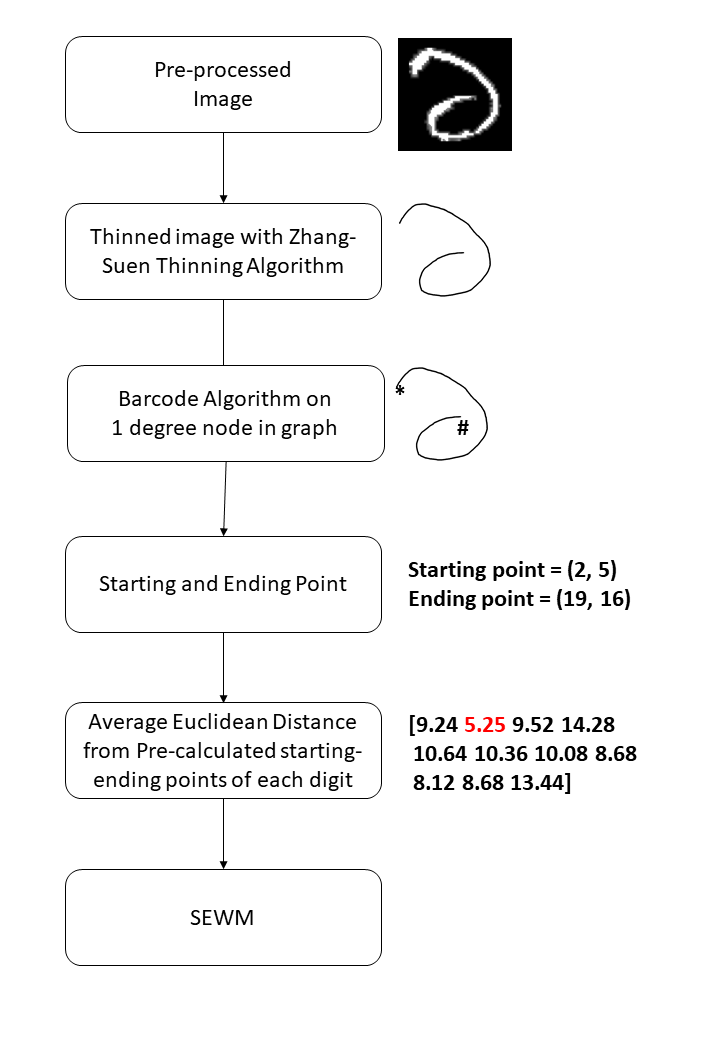 Pre-processed
Image
Thinned image with Zhang-
Suen Thinning Algorithm
Barcode Algorithm on
1 degree node in graph
*
#
Starting and Ending Point
Starting point = (2, 5)
Ending point = (19, 16)
Average Euclidean Distance
from Pre-calculated starting-
ending points of each digit
[9.24 5.25 9.52 14.28
10.64 10.36 10.08 8.68
8.12 8.68 13.44]
SEWM